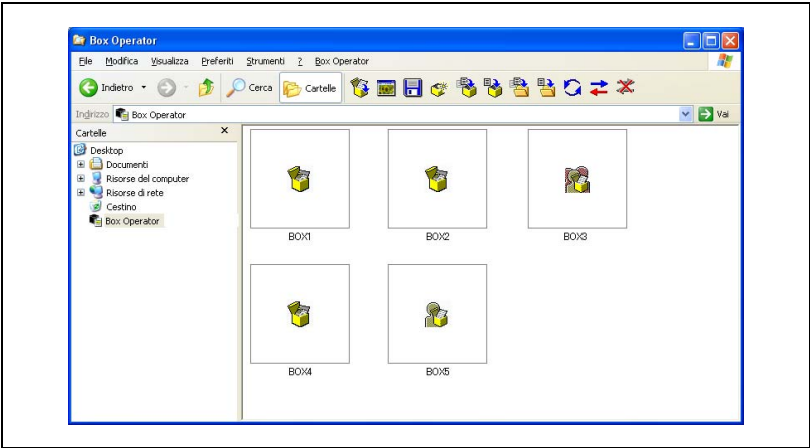 Box Operator
File Modifica Visualizza Preferiti Strumenti ? Box Operator
Indietro Cerca Cartelle
Indirizzo Box Operator Vai
Cartelle
Desktop
Documenti
Risorse del computer
Risorse di rete
Cestino
Box Operator
BOX1 BOX2 BOX3
BOX4 BOX5